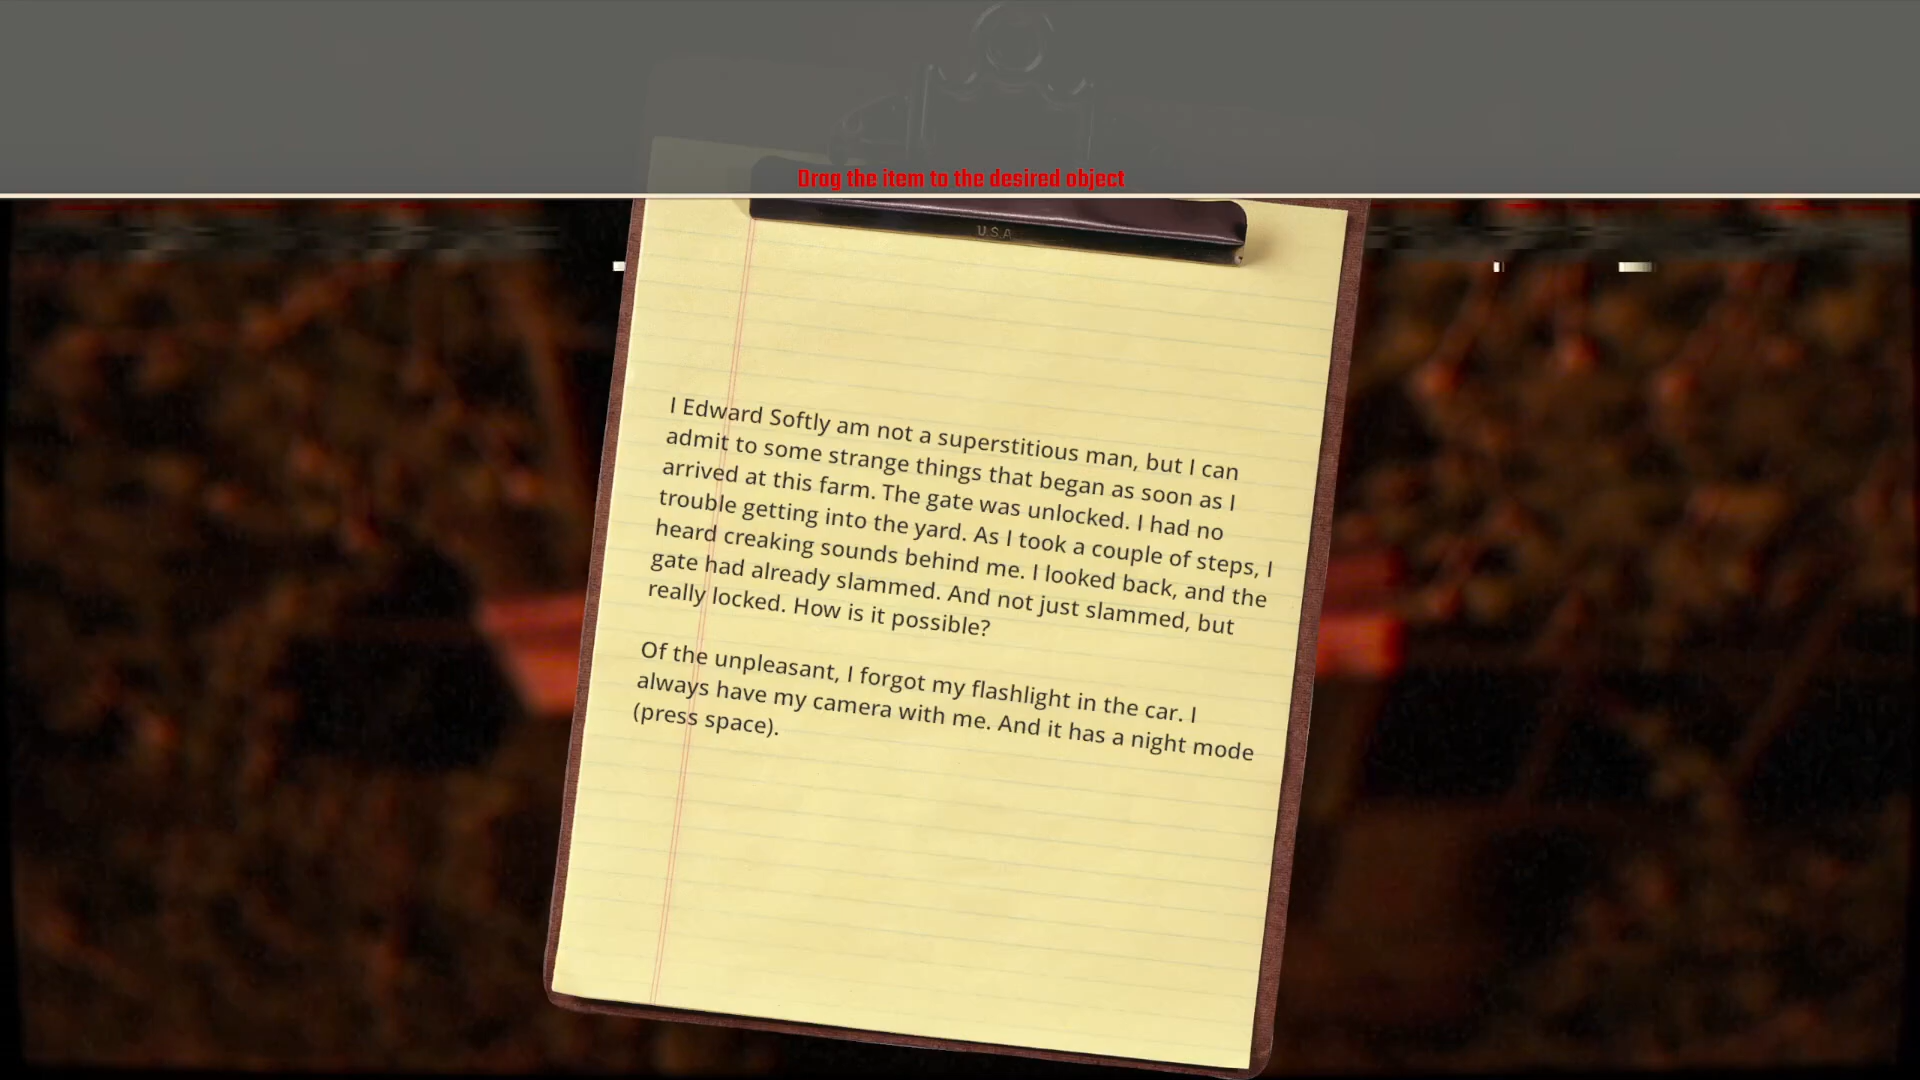 Drag the item to the desired object
U.S.A
I Edward Softly am not a superstitious man, but I can
admit to some strange things that began as soon as I
arrived at this farm. The gate was unlocked. I had no
trouble getting into the yard. As I took a couple of steps, I
heard creaking sounds behind me. I looked back, and the
gate had already slammed. And not just slammed, but
really locked. How is it possible?
Of the unpleasant, I forgot my flashlight in the car. I
always have my camera with me. And it has a night mode
(press space).